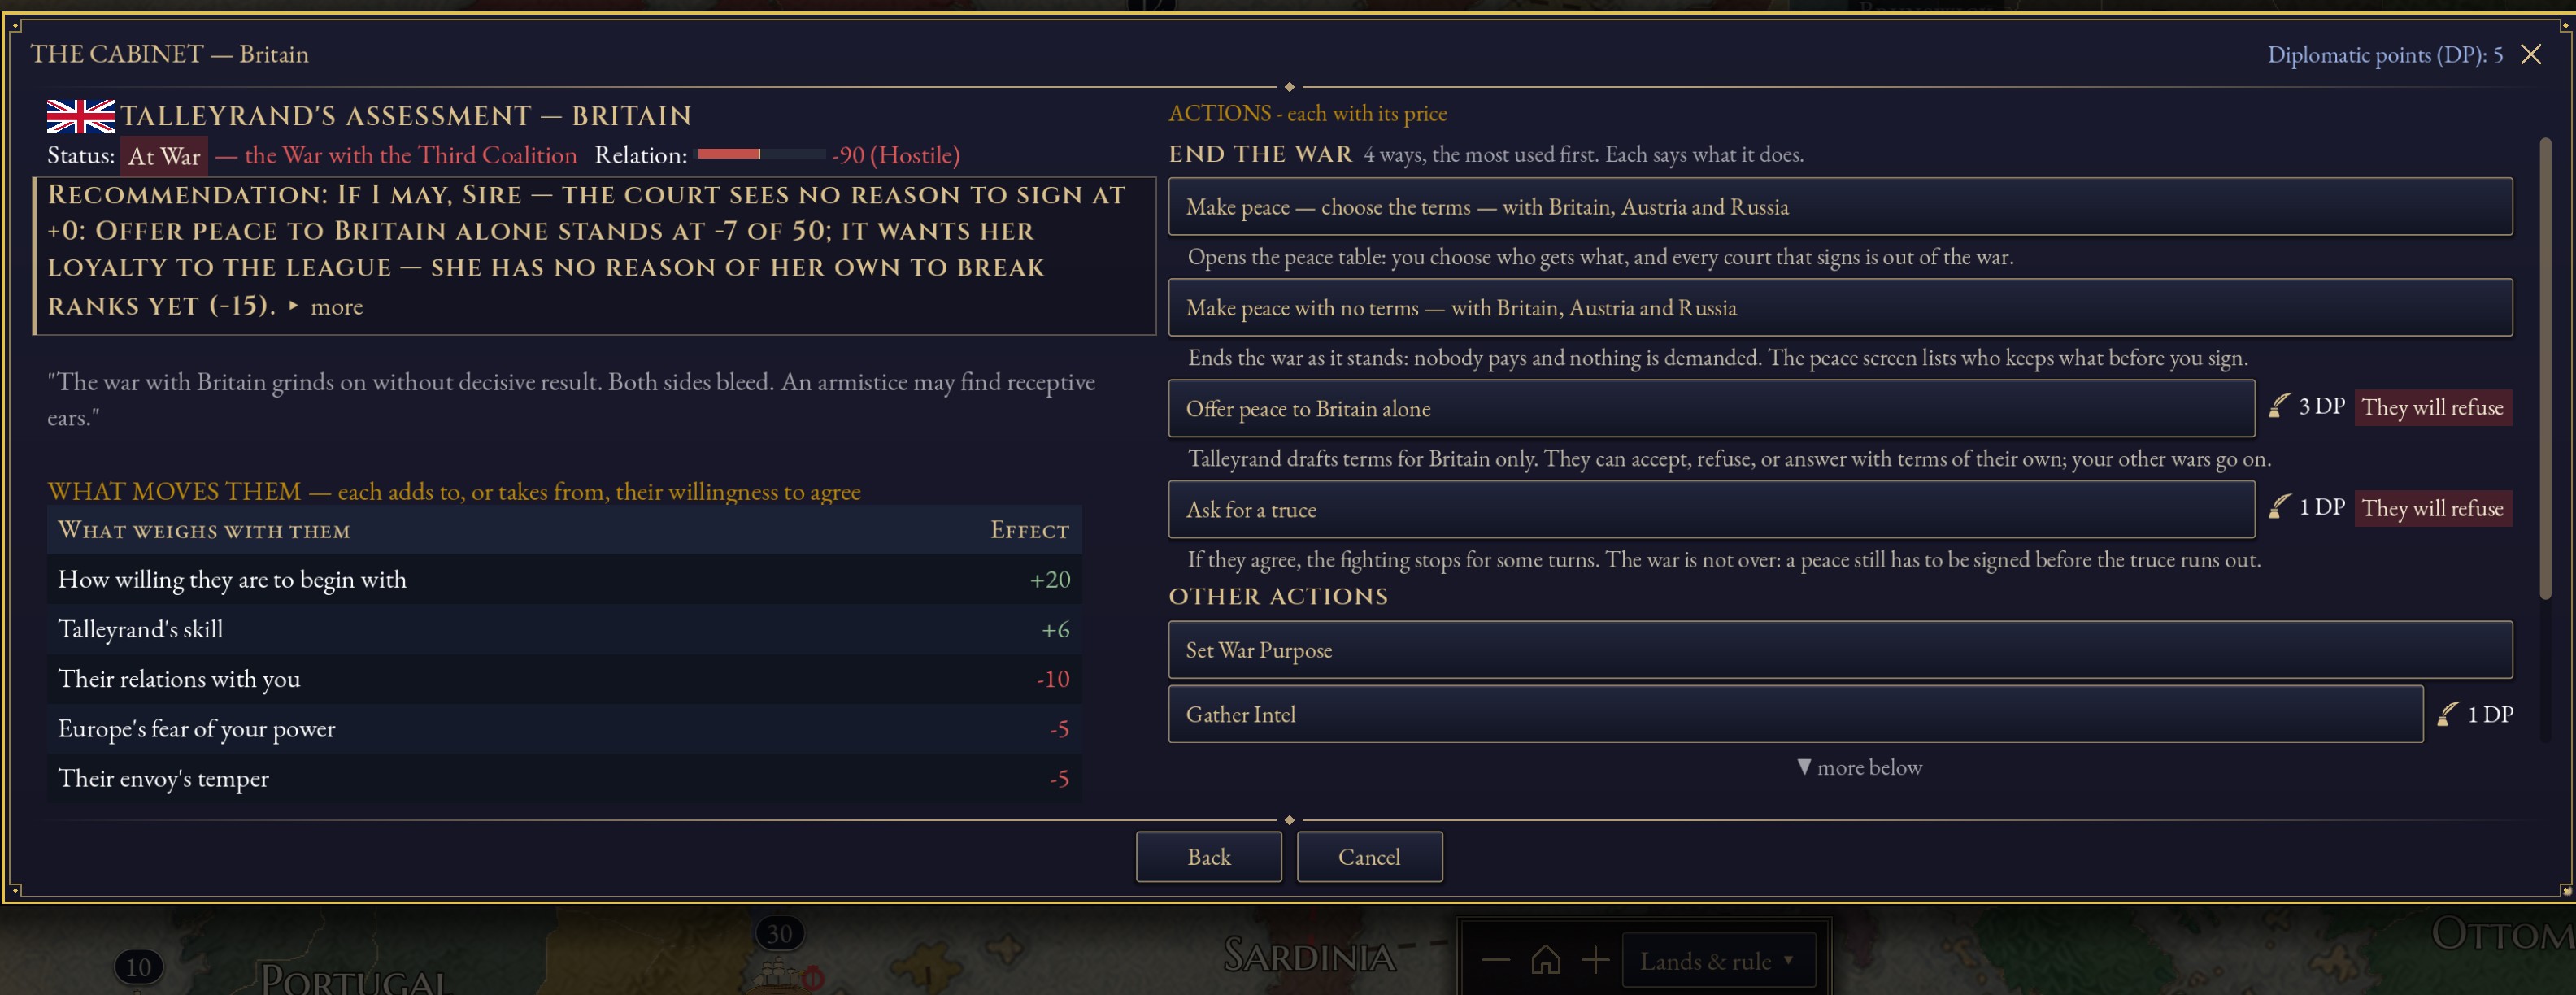 THE CABINET — Britain
Diplomatic points (DP): 5
TALLEYRAND'S ASSESSMENT — BRITAIN
Status: At War — the War with the Third Coalition Relation: -90 (Hostile)
RECOMMENDATION: IF I MAY, SIRE — THE COURT SEES NO REASON TO SIGN AT
+0: OFFER PEACE TO BRITAIN ALONE STANDS AT -7 OF 50; IT WANTS HER
LOYALTY TO THE LEAGUE — SHE HAS NO REASON OF HER OWN TO BREAK
RANKS YET (-15). ▸ more
"The war with Britain grinds on without decisive result. Both sides bleed. An armistice may find receptive
ears."
WHAT MOVES THEM — each adds to, or takes from, their willingness to agree
WHAT WEIGHS WITH THEM EFFECT
How willing they are to begin with +20
Talleyrand's skill +6
Their relations with you -10
Europe's fear of your power -5
Their envoy's temper -5
ACTIONS - each with its price
END THE WAR 4 ways, the most used first. Each says what it does.
Make peace — choose the terms — with Britain, Austria and Russia
Opens the peace table: you choose who gets what, and every court that signs is out of the war.
Make peace with no terms — with Britain, Austria and Russia
Ends the war as it stands: nobody pays and nothing is demanded. The peace screen lists who keeps what before you sign.
Offer peace to Britain alone 3 DP They will refuse
Talleyrand drafts terms for Britain only. They can accept, refuse, or answer with terms of their own; your other wars go on.
Ask for a truce 1 DP They will refuse
If they agree, the fighting stops for some turns. The war is not over: a peace still has to be signed before the truce runs out.
OTHER ACTIONS
Set War Purpose
Gather Intel 1 DP
▼ more below
Back Cancel
30
10
PORTUGAL
SARDINIA
Lands & rule ▾
OTTOM